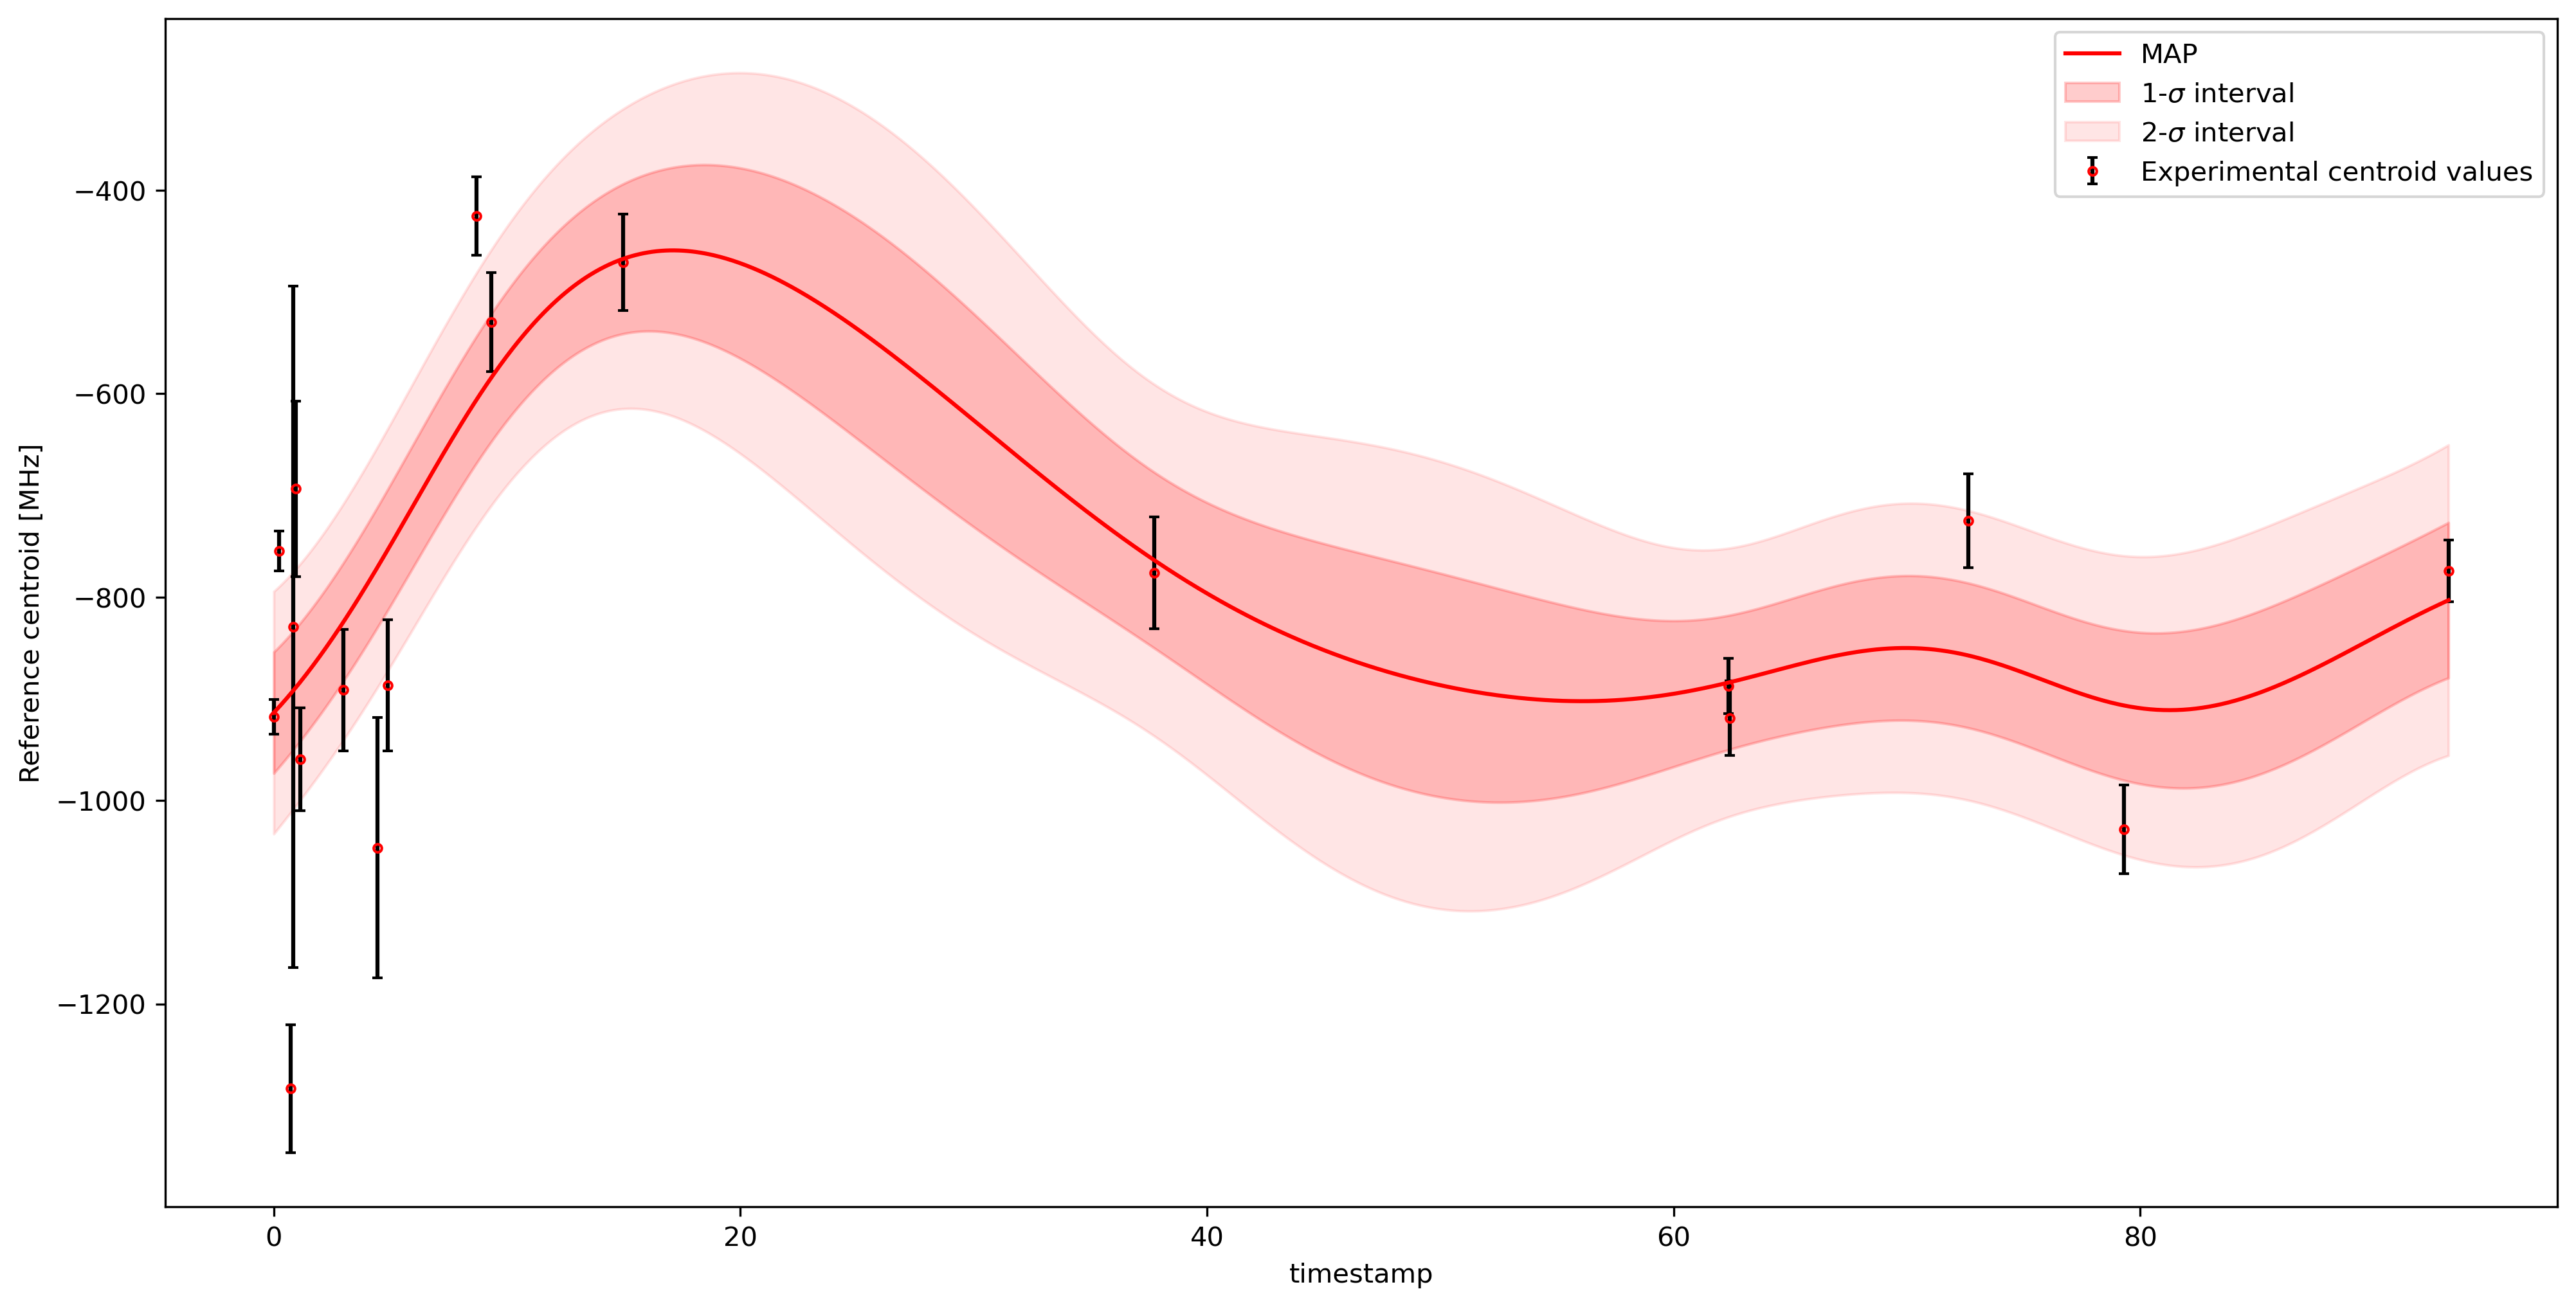 MAP
1-σ interval
2-σ interval
Experimental centroid values
Reference centroid [MHz]
−400
−600
−800
−1000
−1200
0 20 40 60 80
timestamp